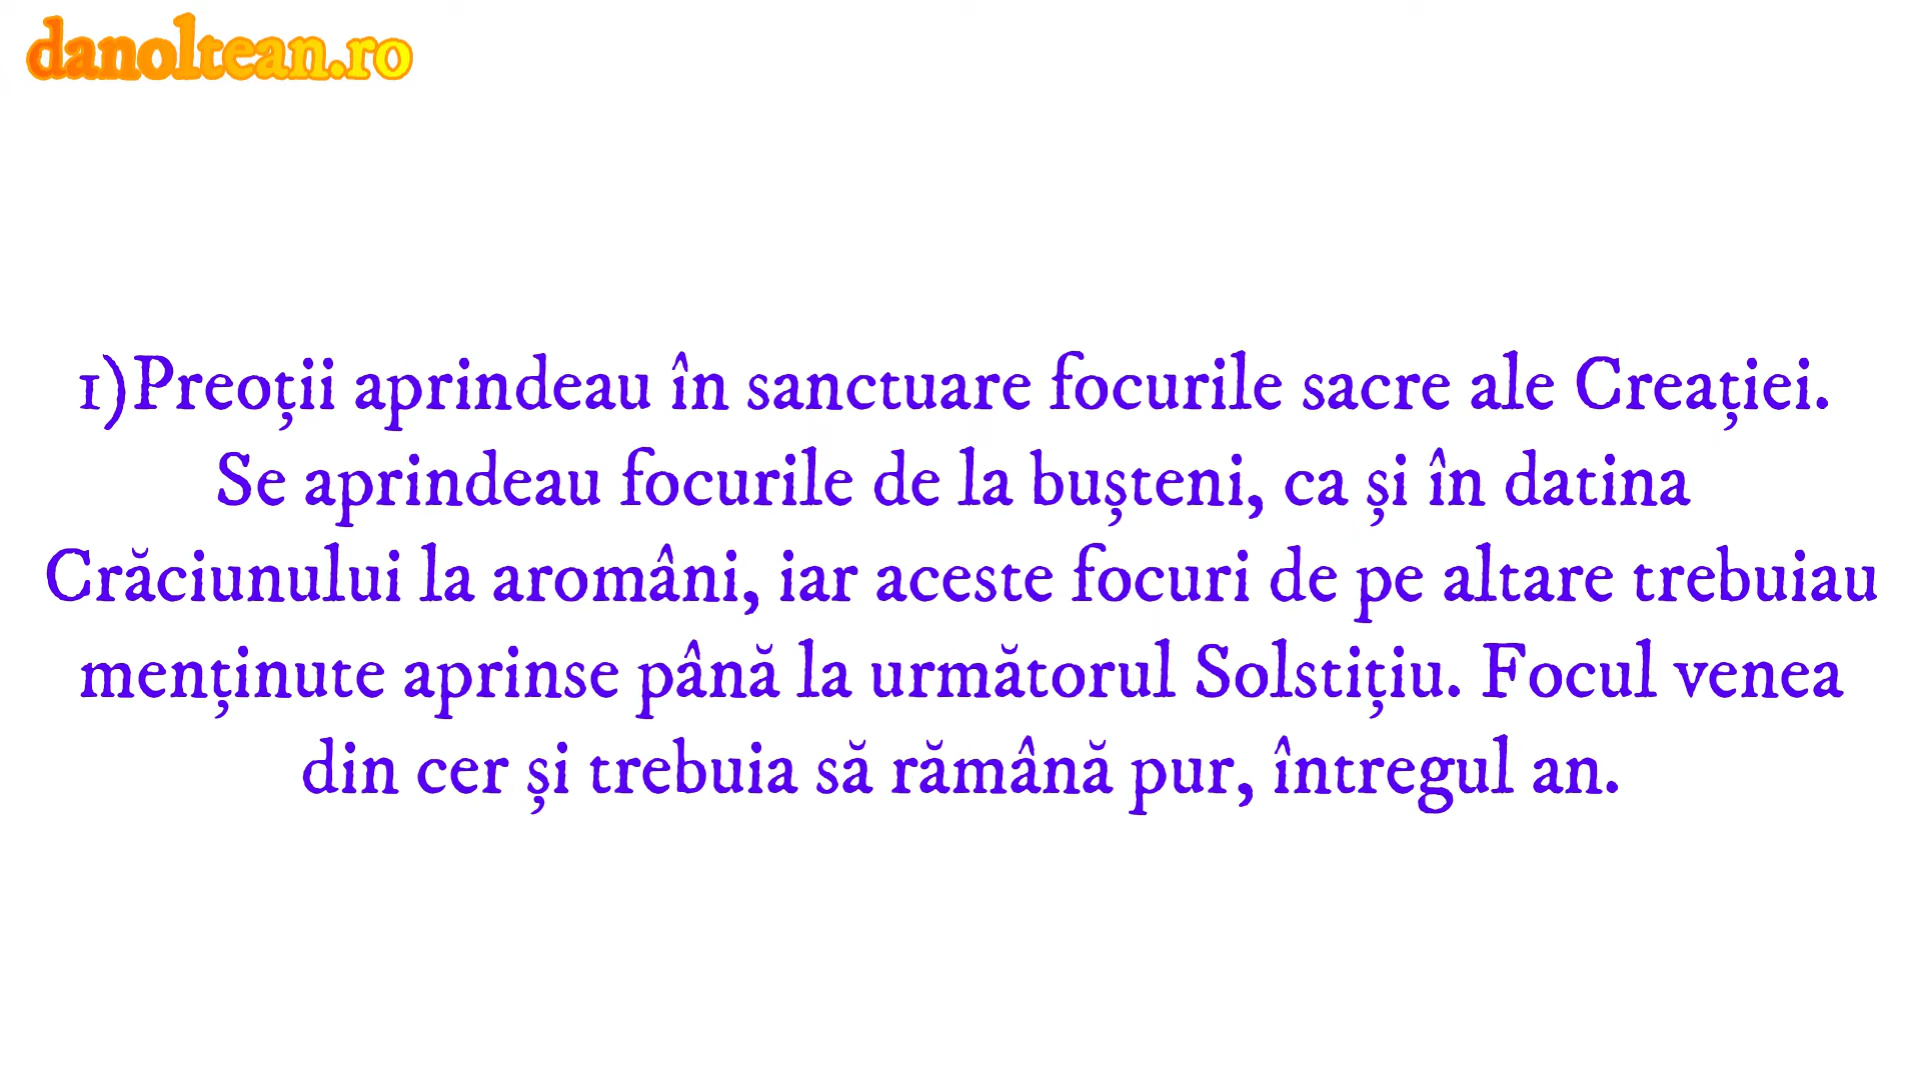 danoltean.ro
1)Preoții aprindeau în sanctuare focurile sacre ale Creației.
Se aprindeau focurile de la bușteni, ca și în datina
Crăciunului la aromâni, iar aceste focuri de pe altare trebuiau
menținute aprinse până la următorul Solstițiu. Focul venea
din cer și trebuia să rămână pur, întregul an.